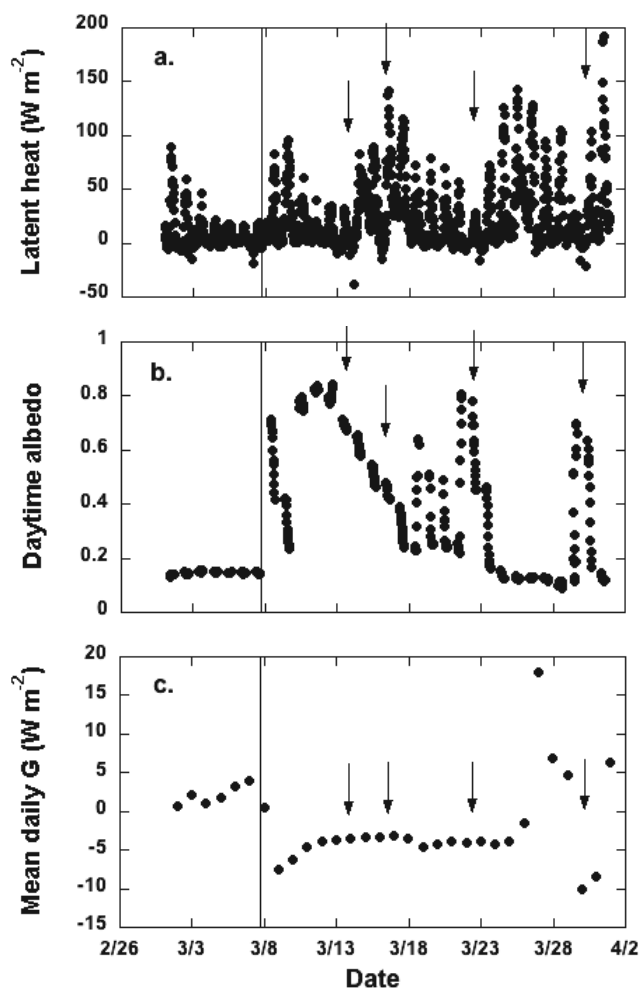 a.
Latent heat (W m-2)
200
150
100
50
0
-50
b.
Daytime albedo
1
0.8
0.6
0.4
0.2
0
c.
Mean daily G (W m-2)
20
15
10
5
0
-5
-10
-15
2/26 3/3 3/8 3/13 3/18 3/23 3/28 4/2
Date